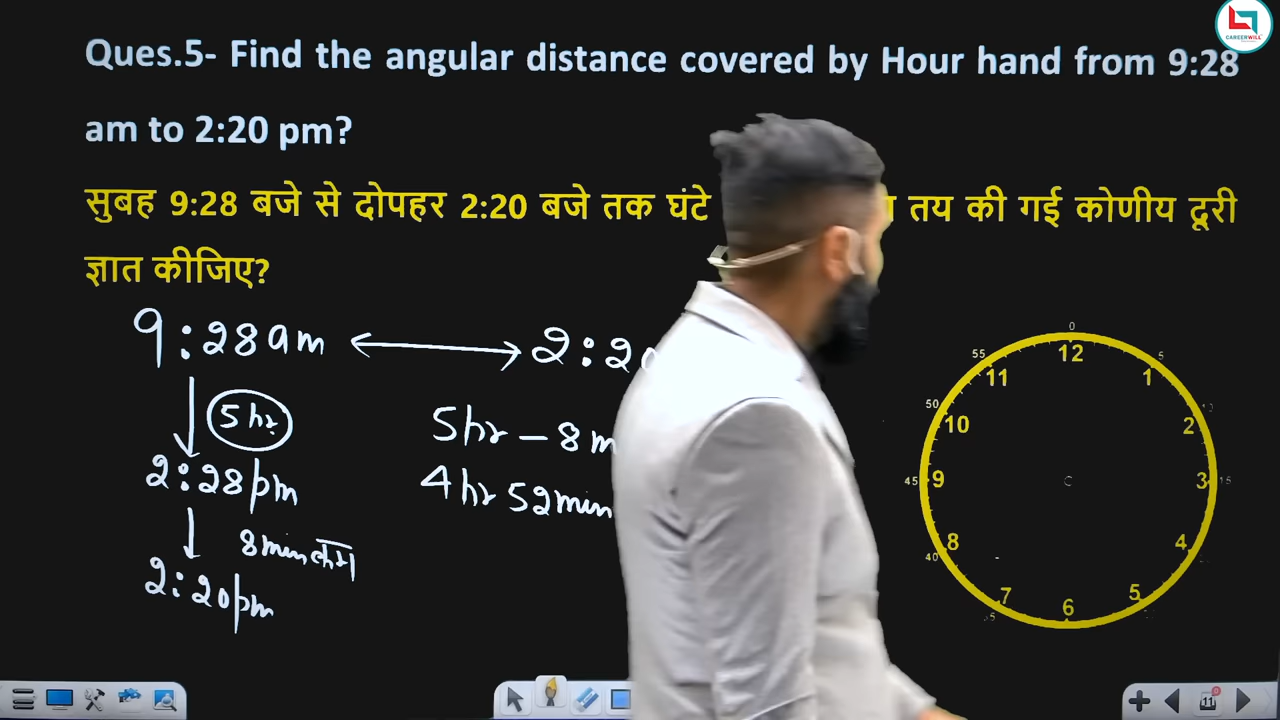 CAREERWILL
Ques.5- Find the angular distance covered by Hour hand from 9:28
am to 2:20 pm?
सुबह 9:28 बजे से दोपहर 2:20 बजे तक घंटे तय की गई कोणीय दूरी
ज्ञात कीजिए?
9:28am ⟷ 2:20
5hr.
2:28pm
8min कम
2:20pm
5hr – 8m
4hr 52min
0
12
5
1
2
15
3
4
5
6
7
40
8
45
9
50
10
55
11
C
11